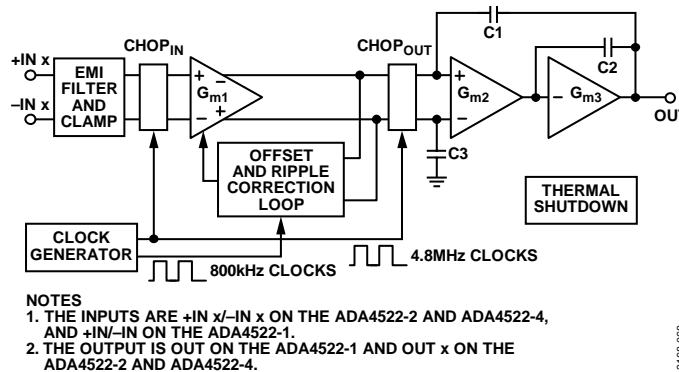 +IN x
–IN x
EMI
FILTER
AND
CLAMP
CHOPIN
+
–
Gm1
–
+
OFFSET
AND RIPPLE
CORRECTION
LOOP
CLOCK
GENERATOR
800kHz CLOCKS
4.8MHz CLOCKS
CHOPOUT
C1
+
–
Gm2
C2
–
Gm3
C3
OUT
THERMAL
SHUTDOWN
NOTES
1. THE INPUTS ARE +IN x/–IN x ON THE ADA4522-2 AND ADA4522-4,
AND +IN/–IN ON THE ADA4522-1.
2. THE OUTPUT IS OUT ON THE ADA4522-1 AND OUT x ON THE
ADA4522-2 AND ADA4522-4.